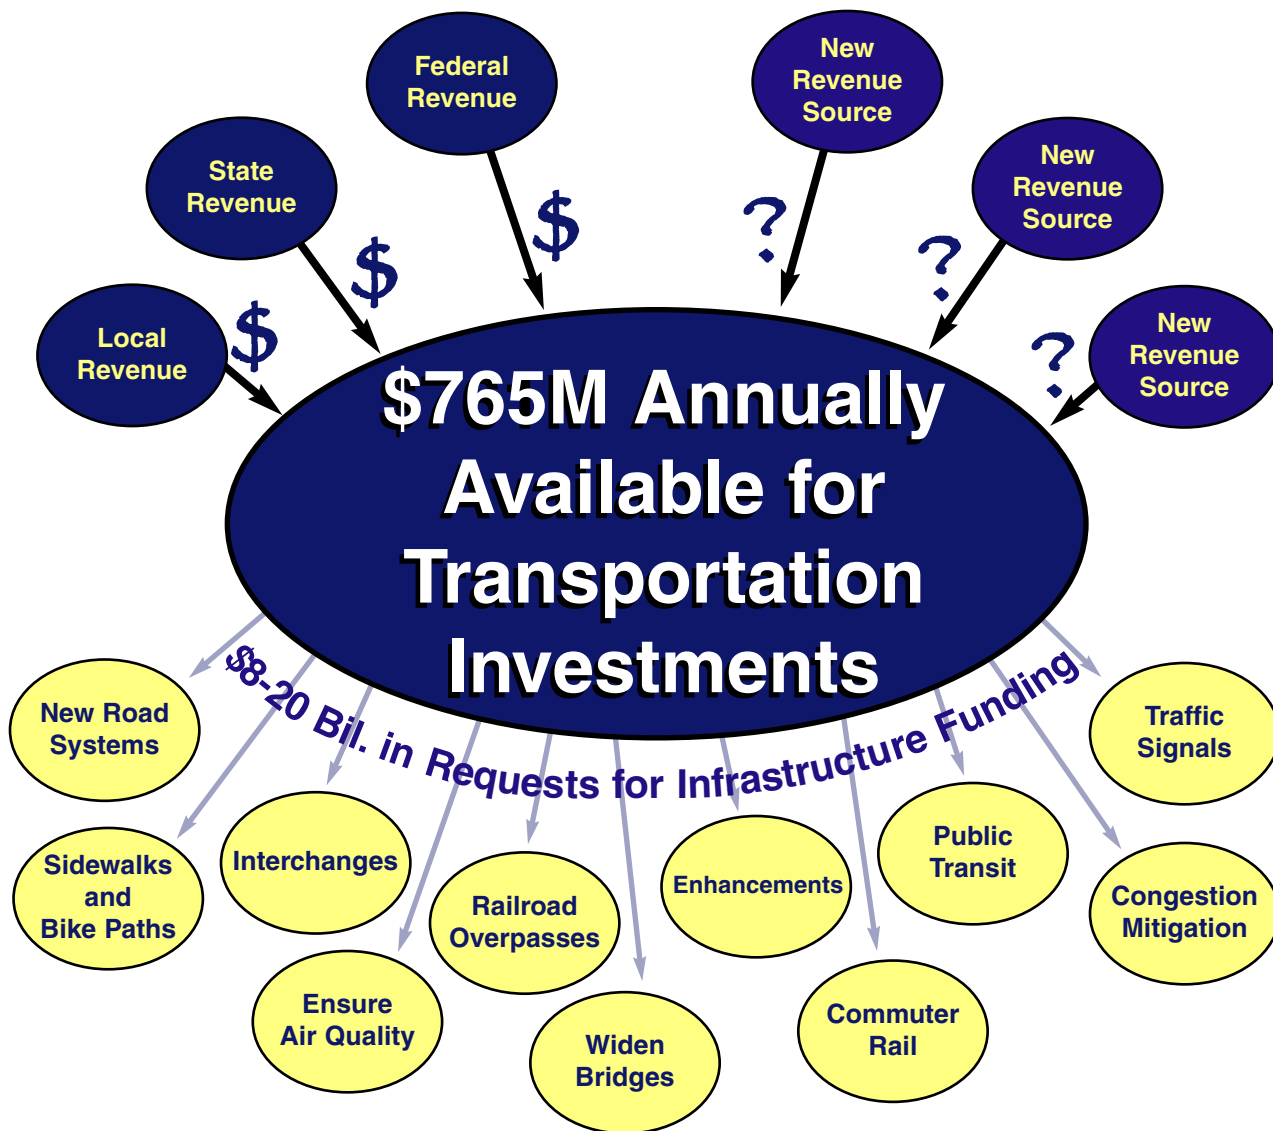 Federal
Revenue
New
Revenue
Source
State
Revenue
New
Revenue
Source
$
?
$
?
Local
Revenue
$
?
New
Revenue
Source
$765M Annually
Available for
Transportation
Investments
$8-20 Bil. in Requests for Infrastructure Funding
New Road
Systems
Traffic
Signals
Sidewalks
and
Bike Paths
Interchanges
Railroad
Overpasses
Enhancements
Public
Transit
Congestion
Mitigation
Ensure
Air Quality
Widen
Bridges
Commuter
Rail